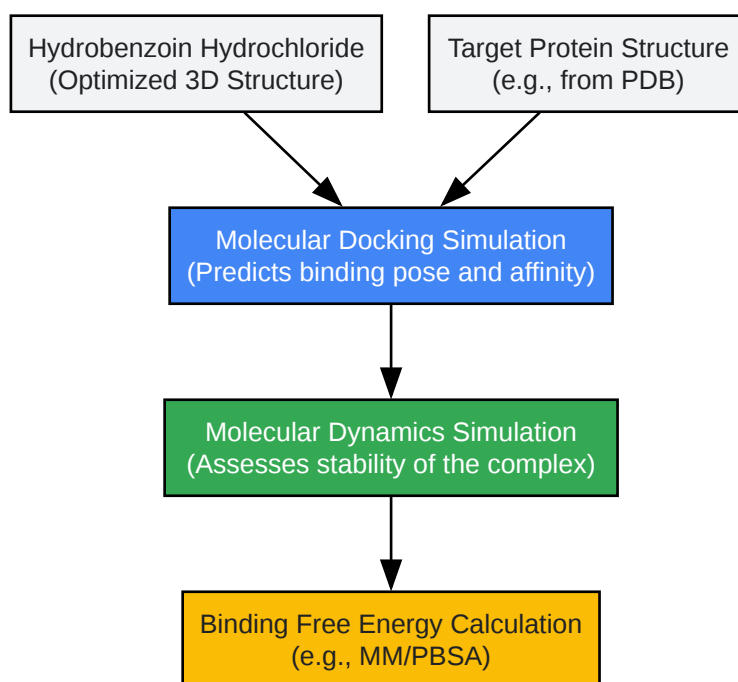 Hydrobenzoin Hydrochloride
(Optimized 3D Structure)
Target Protein Structure
(e.g., from PDB)
Molecular Docking Simulation
(Predicts binding pose and affinity)
Molecular Dynamics Simulation
(Assesses stability of the complex)
Binding Free Energy Calculation
(e.g., MM/PBSA)